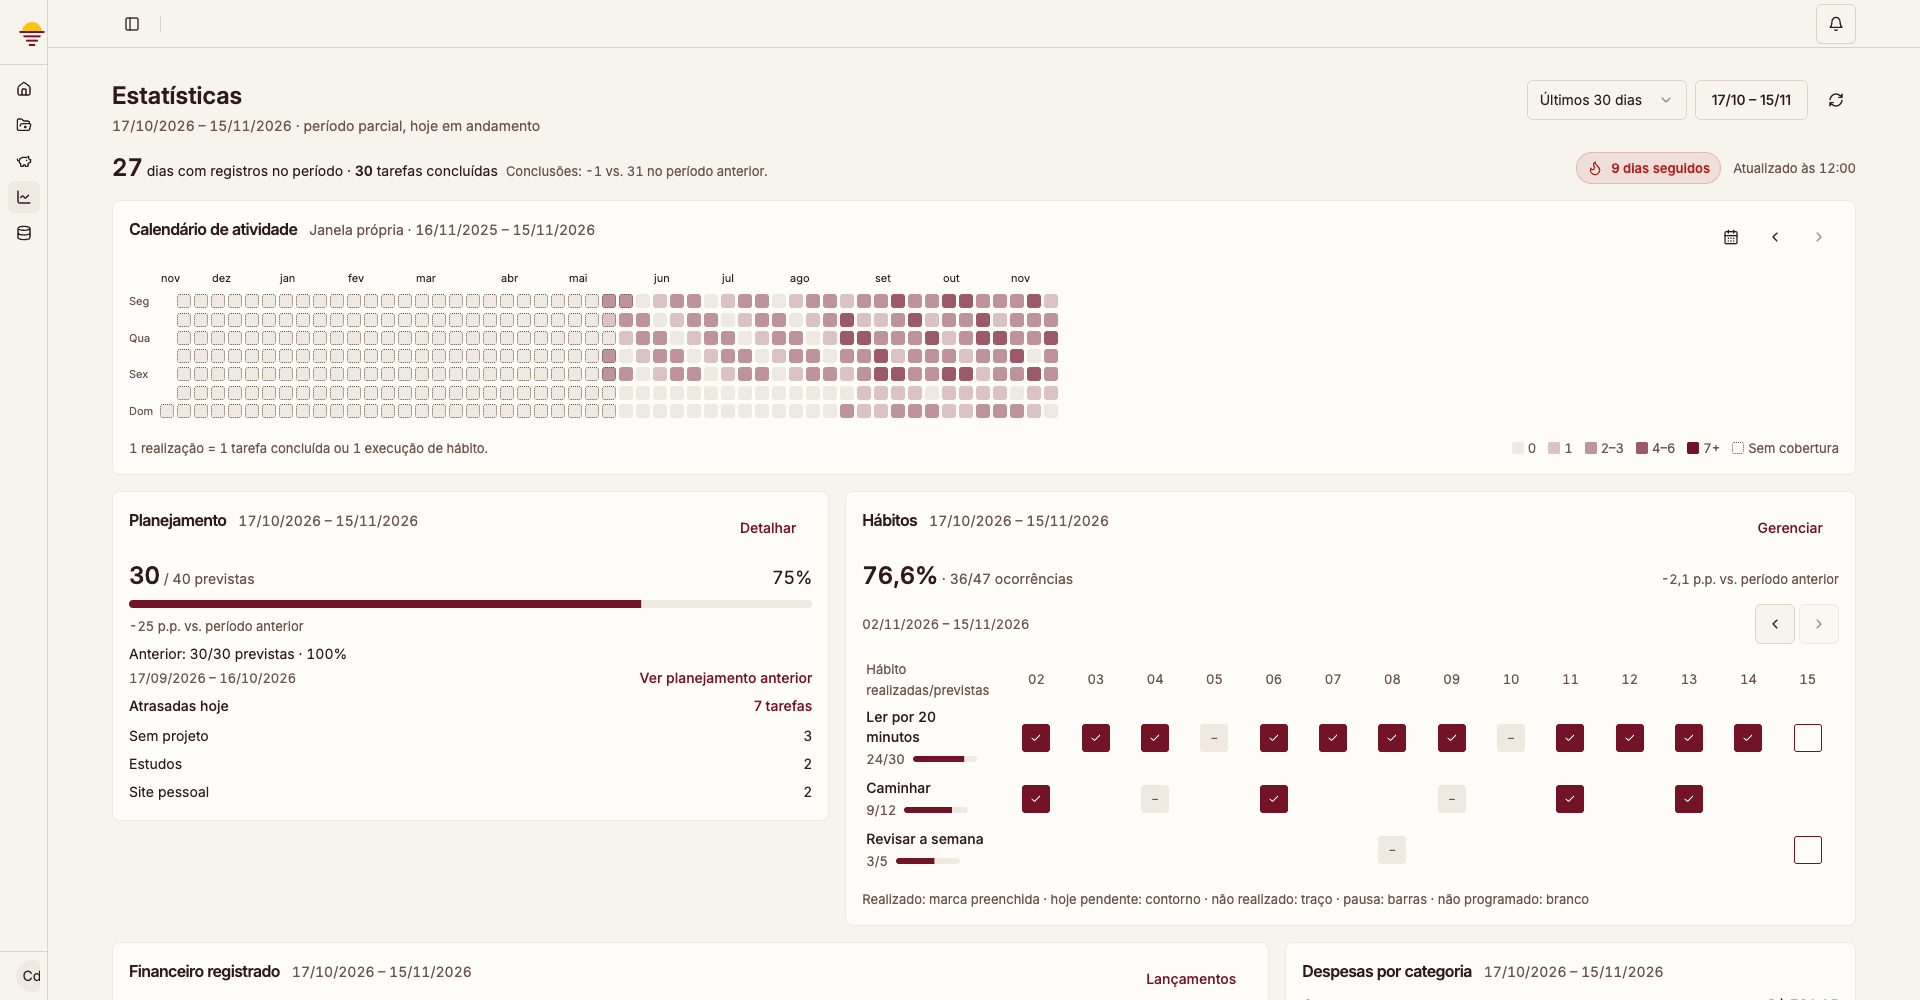 Estatísticas
17/10/2026 – 15/11/2026 · período parcial, hoje em andamento
Últimos 30 dias
17/10 – 15/11
27 dias com registros no período · 30 tarefas concluídas Conclusões: -1 vs. 31 no período anterior.
9 dias seguidos
Atualizado às 12:00
Calendário de atividade Janela própria · 16/11/2025 – 15/11/2026
nov dez jan fev mar abr mai jun jul ago set out nov
Seg
Qua
Sex
Dom
1 realização = 1 tarefa concluída ou 1 execução de hábito.
0 1 2–3 4–6 7+ Sem cobertura
Planejamento 17/10/2026 – 15/11/2026
Detalhar
30 / 40 previstas
75%
-25 p.p. vs. período anterior
Anterior: 30/30 previstas · 100%
17/09/2026 – 16/10/2026
Ver planejamento anterior
Atrasadas hoje
7 tarefas
Sem projeto 3
Estudos 2
Site pessoal 2
Hábitos 17/10/2026 – 15/11/2026
Gerenciar
76,6% · 36/47 ocorrências
-2,1 p.p. vs. período anterior
02/11/2026 – 15/11/2026
Hábito
realizadas/previstas
02 03 04 05 06 07 08 09 10 11 12 13 14 15
Ler por 20
minutos
24/30
Caminhar
9/12
Revisar a semana
3/5
Realizado: marca preenchida · hoje pendente: contorno · não realizado: traço · pausa: barras · não programado: branco
Financeiro registrado 17/10/2026 – 15/11/2026
Lançamentos
Despesas por categoria 17/10/2026 – 15/11/2026
Cd